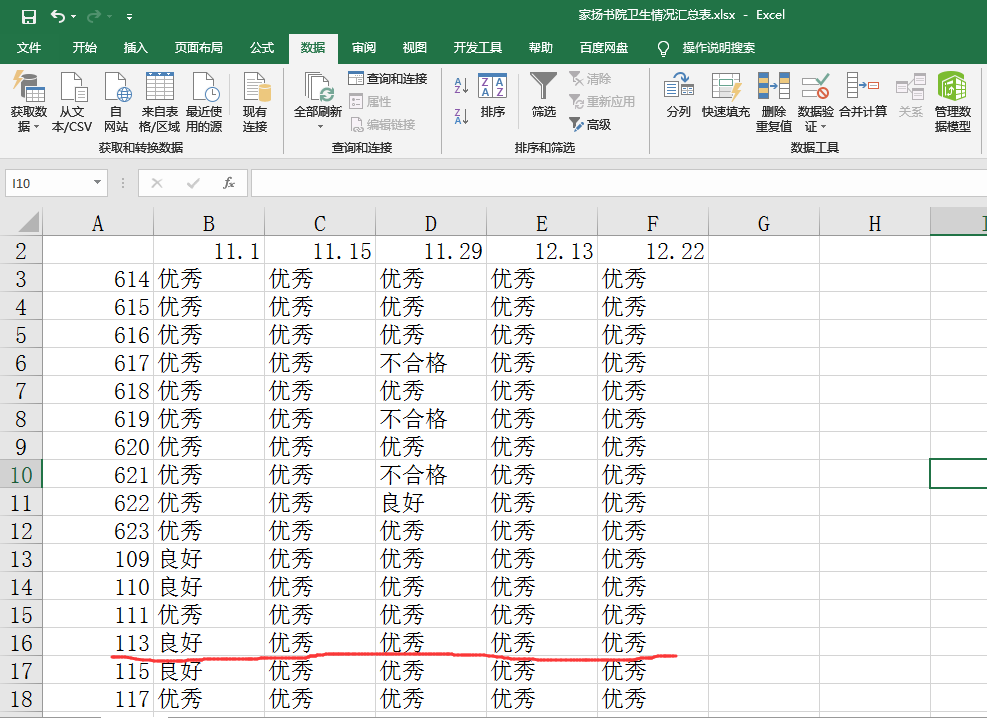 家扬书院卫生情况汇总表.xlsx - Excel
文件 开始 插入 页面布局 公式 数据 审阅 视图 开发工具 帮助 百度网盘 操作说明搜索
获取数据 从文本/CSV 自网站 来自表格/区域 最近使用的源 现有连接 全部刷新 查询和连接 属性 编辑链接 排序 筛选 清除 重新应用 高级 分列 快速填充 删除重复值 数据验证 合并计算 关系 管理数据模型
获取和转换数据 查询和连接 排序和筛选 数据工具
I10 fx
A B C D E F G H I
2 11.1 11.15 11.29 12.13 12.22
3 614 优秀 优秀 优秀 优秀 优秀
4 615 优秀 优秀 优秀 优秀 优秀
5 616 优秀 优秀 优秀 优秀 优秀
6 617 优秀 优秀 不合格 优秀 优秀
7 618 优秀 优秀 优秀 优秀 优秀
8 619 优秀 优秀 不合格 优秀 优秀
9 620 优秀 优秀 优秀 优秀 优秀
10 621 优秀 优秀 不合格 优秀 优秀
11 622 优秀 优秀 良好 优秀 优秀
12 623 优秀 优秀 优秀 优秀 优秀
13 109 良好 优秀 优秀 优秀 优秀
14 110 良好 优秀 优秀 优秀 优秀
15 111 优秀 优秀 优秀 优秀 优秀
16 113 良好 优秀 优秀 优秀 优秀
17 115 良好 优秀 优秀 优秀 优秀
18 117 优秀 优秀 优秀 优秀 优秀